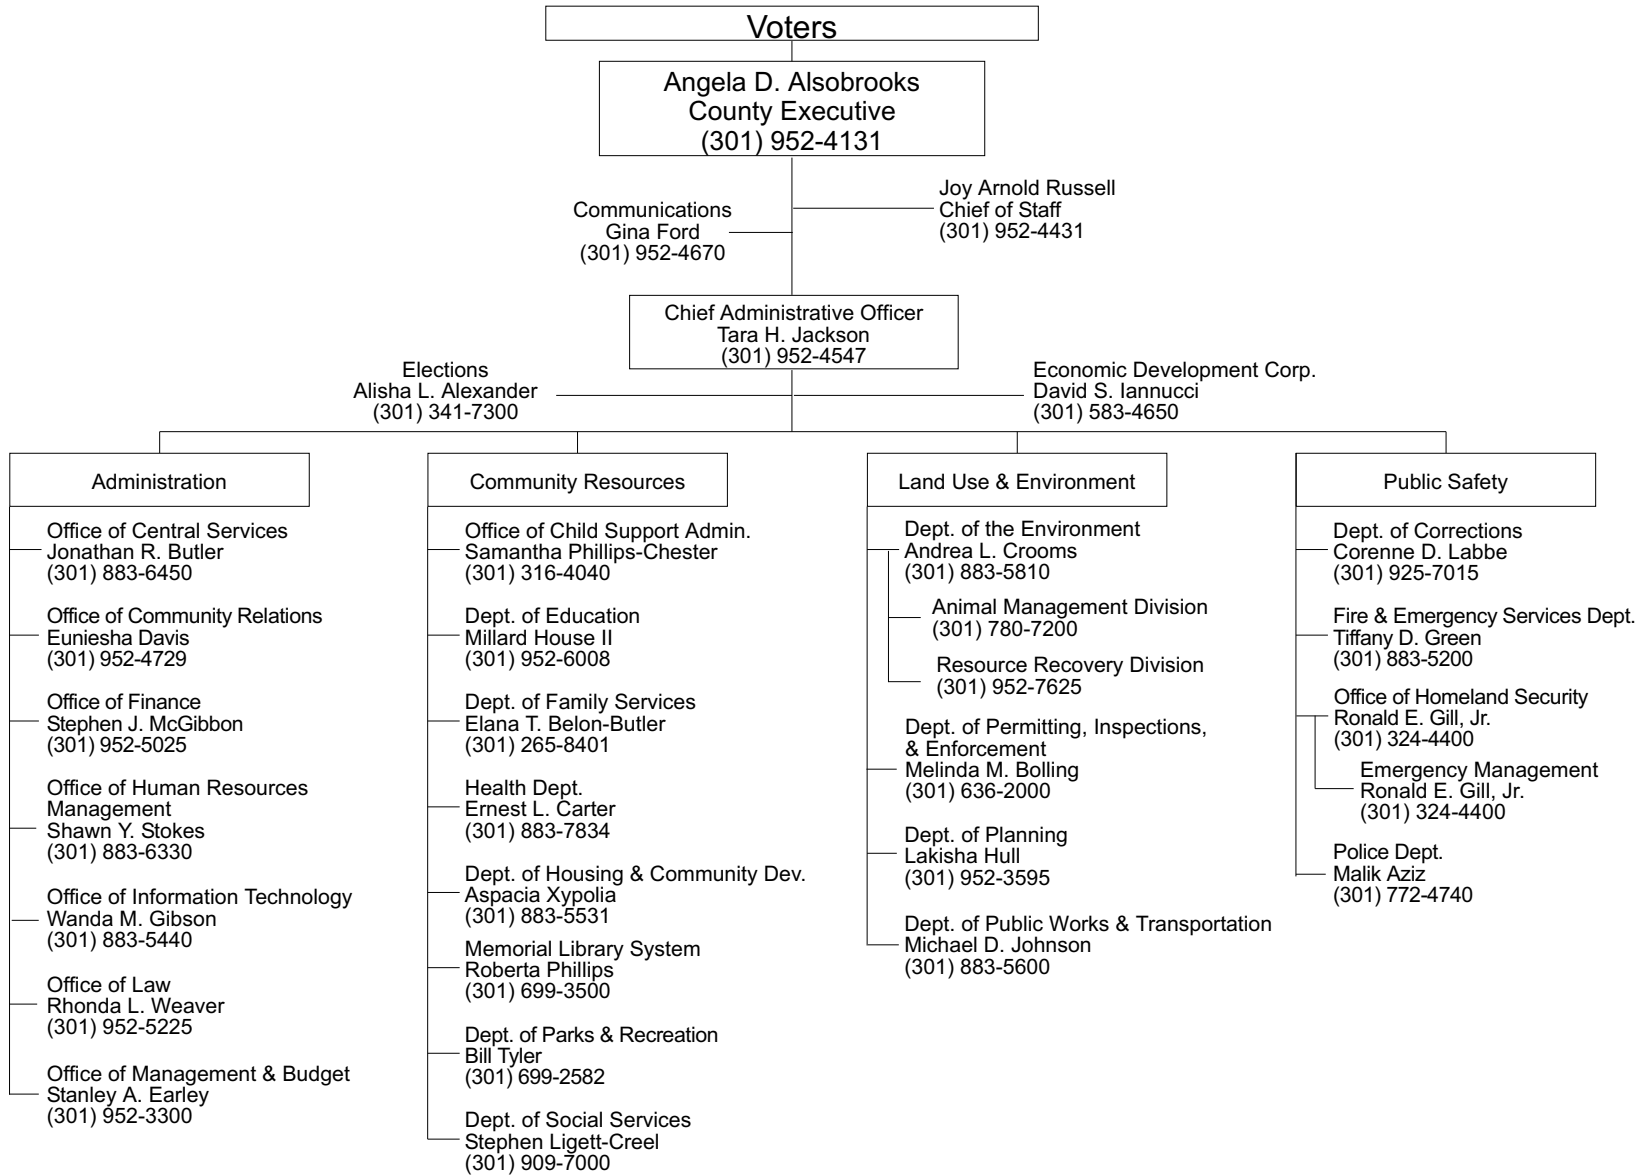 Voters
Angela D. Alsobrooks
County Executive
(301) 952-4131
Joy Arnold Russell
Chief of Staff
(301) 952-4431
Communications
Gina Ford
(301) 952-4670
Chief Administrative Officer
Tara H. Jackson
(301) 952-4547
Elections
Alisha L. Alexander
(301) 341-7300
Economic Development Corp.
David S. Iannucci
(301) 583-4650
Administration
Office of Central Services
Jonathan R. Butler
(301) 883-6450
Office of Community Relations
Euniesha Davis
(301) 952-4729
Office of Finance
Stephen J. McGibbon
(301) 952-5025
Office of Human Resources
Management
Shawn Y. Stokes
(301) 883-6330
Office of Information Technology
Wanda M. Gibson
(301) 883-5440
Office of Law
Rhonda L. Weaver
(301) 952-5225
Office of Management & Budget
Stanley A. Earley
(301) 952-3300
Community Resources
Office of Child Support Admin.
Samantha Phillips-Chester
(301) 316-4040
Dept. of Education
Millard House II
(301) 952-6008
Dept. of Family Services
Elana T. Belon-Butler
(301) 265-8401
Health Dept.
Ernest L. Carter
(301) 883-7834
Dept. of Housing & Community Dev.
Aspacia Xypolia
(301) 883-5531
Memorial Library System
Roberta Phillips
(301) 699-3500
Dept. of Parks & Recreation
Bill Tyler
(301) 699-2582
Dept. of Social Services
Stephen Ligett-Creel
(301) 909-7000
Land Use & Environment
Dept. of the Environment
Andrea L. Crooms
(301) 883-5810
Animal Management Division
(301) 780-7200
Resource Recovery Division
(301) 952-7625
Dept. of Permitting, Inspections,
& Enforcement
Melinda M. Bolling
(301) 636-2000
Dept. of Planning
Lakisha Hull
(301) 952-3595
Dept. of Public Works & Transportation
Michael D. Johnson
(301) 883-5600
Public Safety
Dept. of Corrections
Corenne D. Labbe
(301) 925-7015
Fire & Emergency Services Dept.
Tiffany D. Green
(301) 883-5200
Office of Homeland Security
Ronald E. Gill, Jr.
(301) 324-4400
Emergency Management
Ronald E. Gill, Jr.
(301) 324-4400
Police Dept.
Malik Aziz
(301) 772-4740